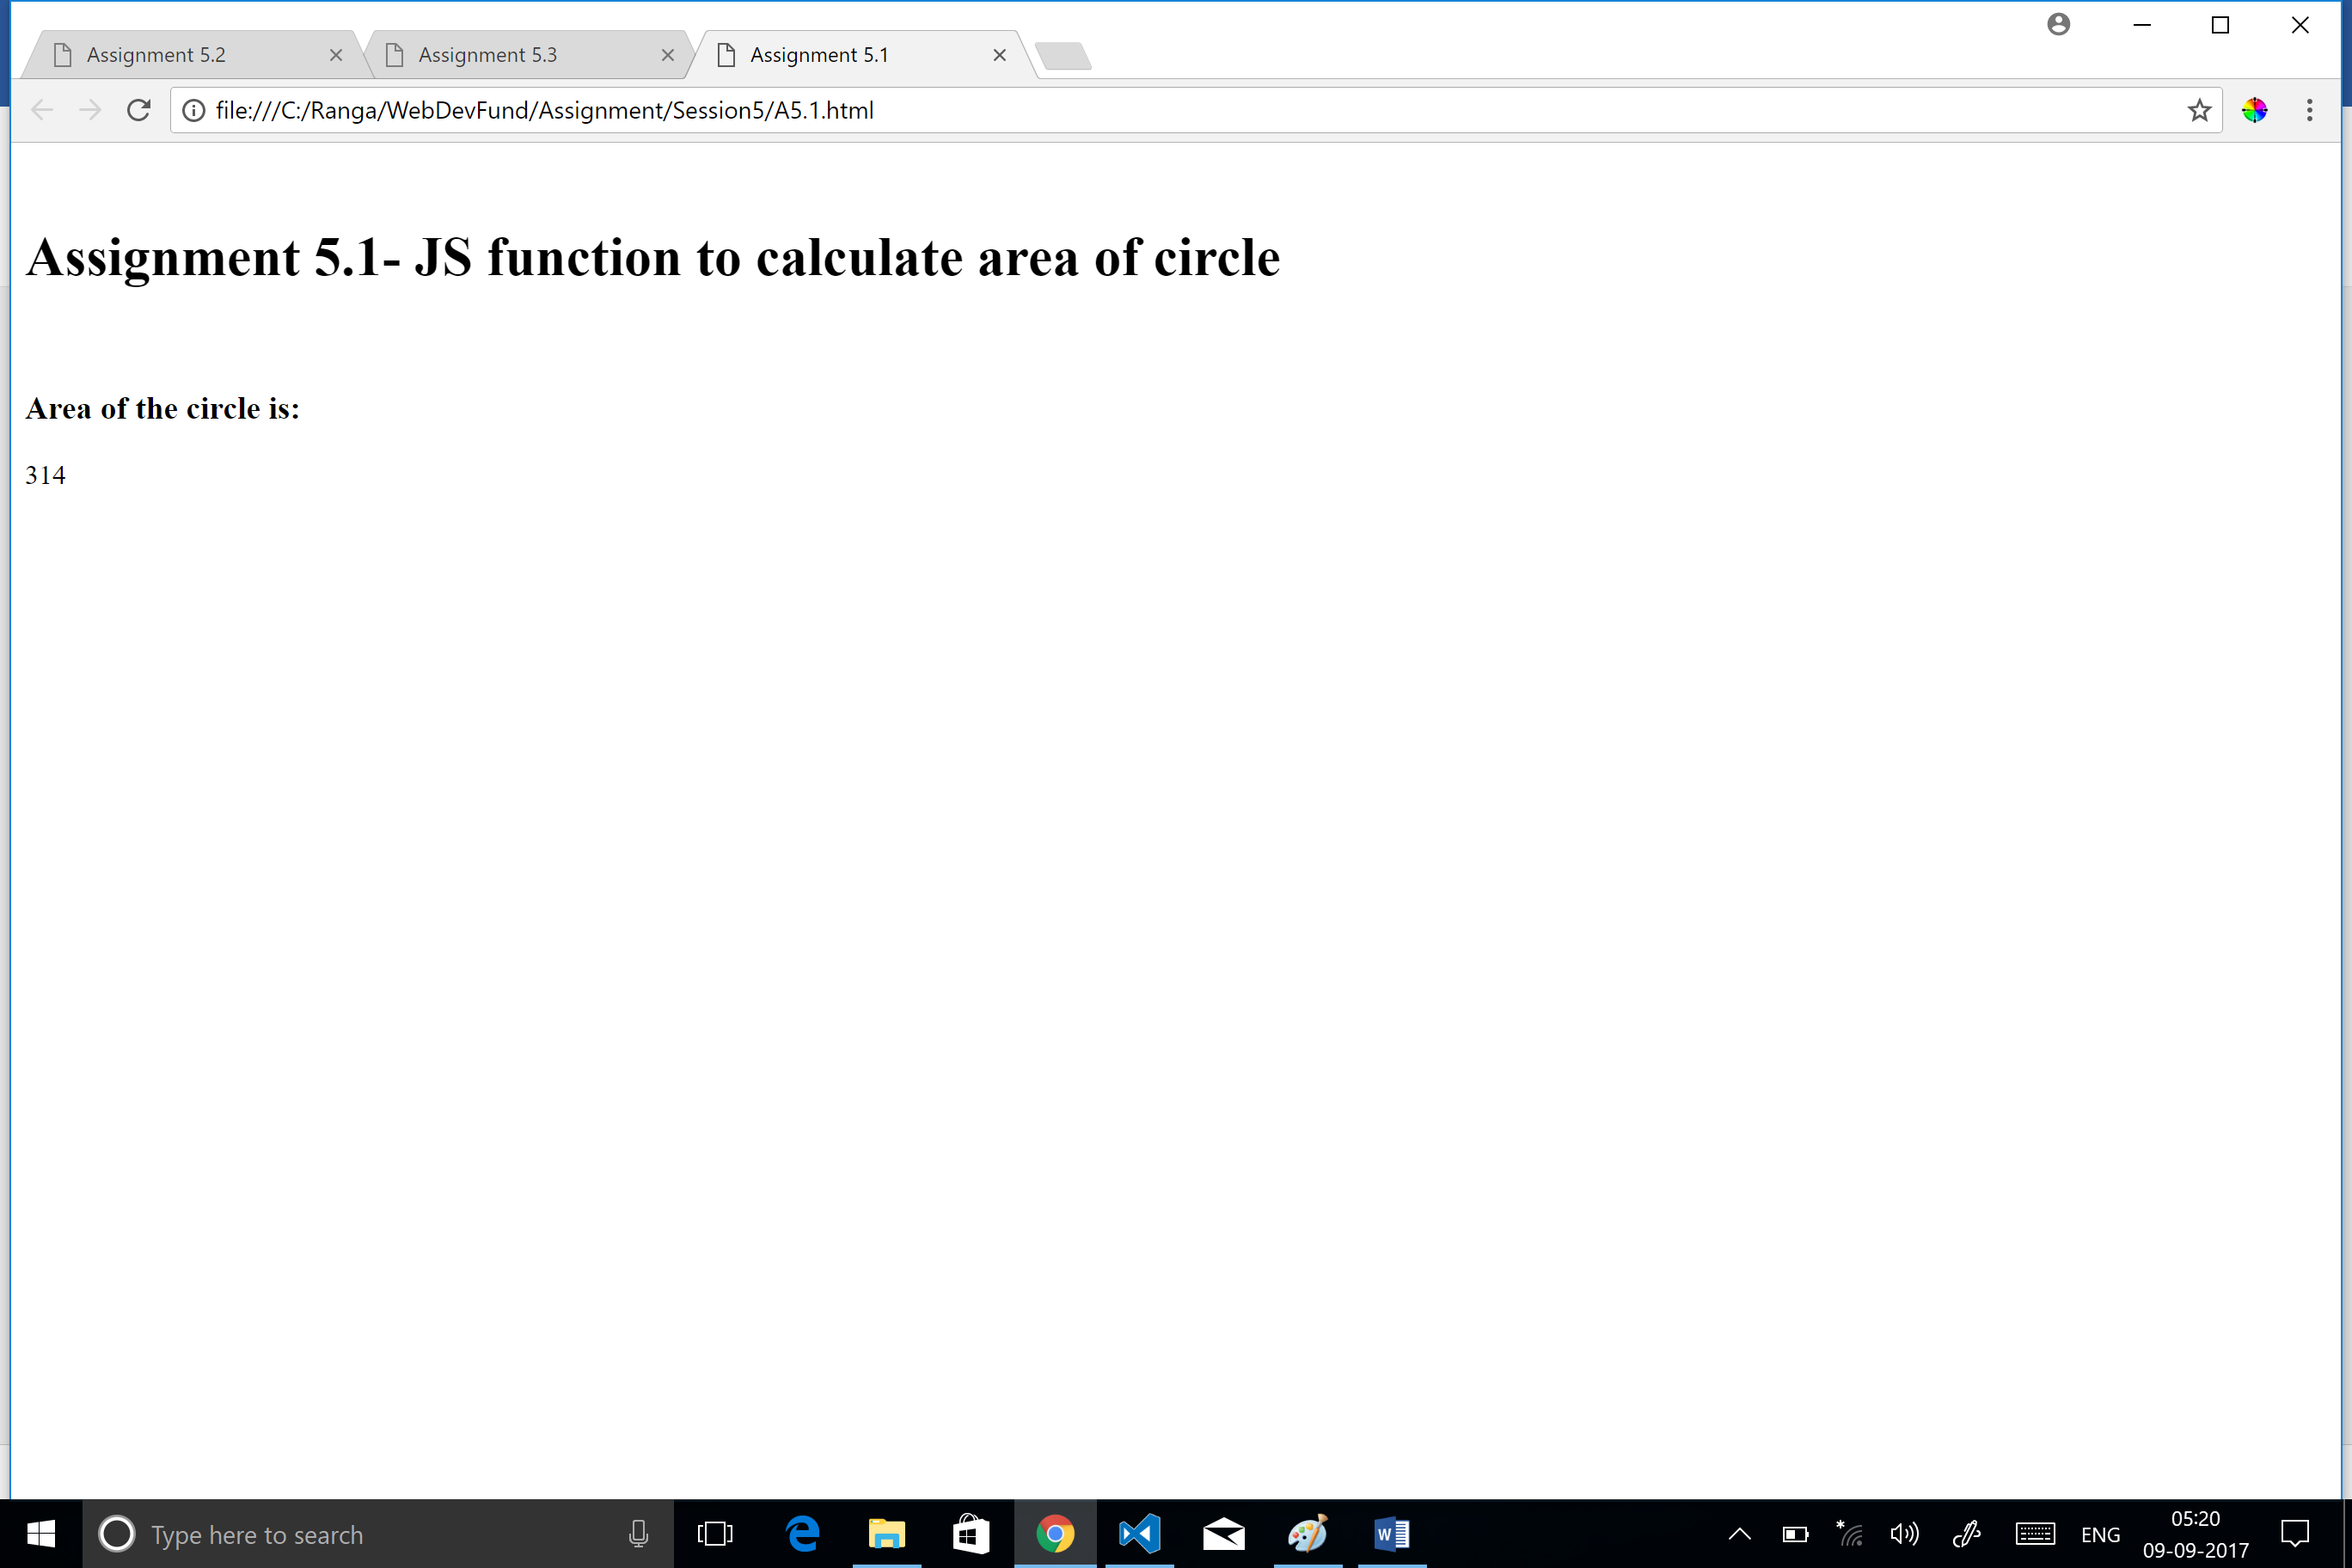 Assignment 5.2
Assignment 5.3
Assignment 5.1
file:///C:/Ranga/WebDevFund/Assignment/Session5/A5.1.html
Assignment 5.1- JS function to calculate area of circle
Area of the circle is:
314
Type here to search
ENG
05:20
09-09-2017